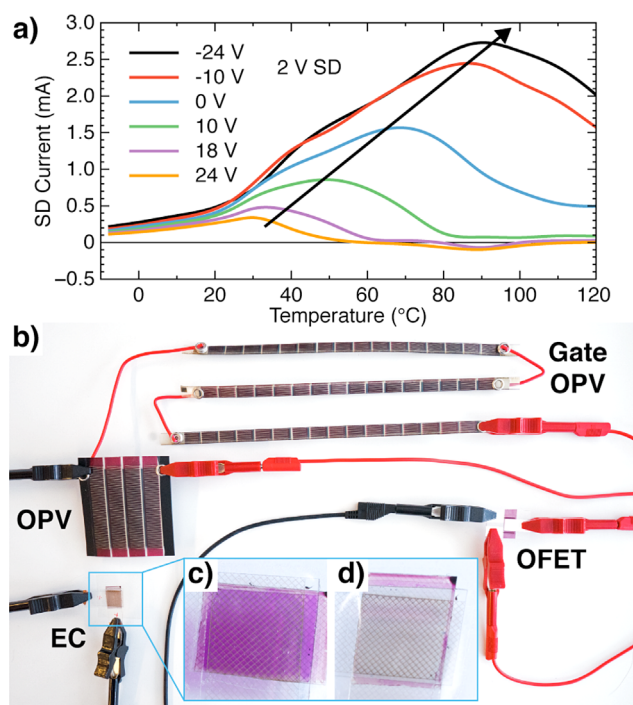 a)
3.0
2.5
2.0
1.5
1.0
0.5
0
−0.5
SD Current (mA)
-24 V
-10 V
0 V
10 V
18 V
24 V
2 V SD
0
20
40
60
80
100
120
Temperature (°C)
b)
Gate
OPV
OPV
OFET
EC
c)
d)